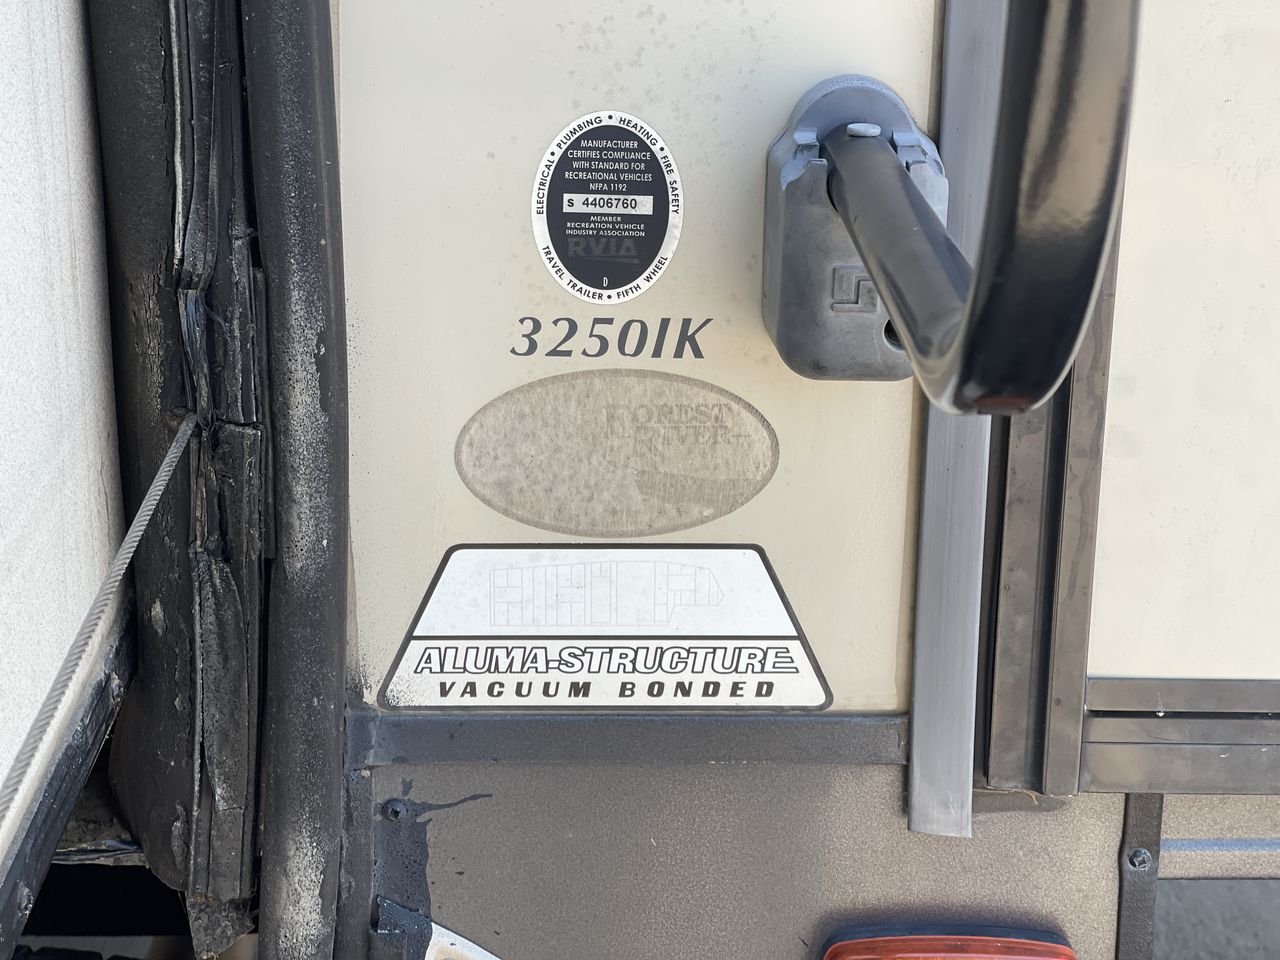 ELECTRICAL • PLUMBING • HEATING • FIRE SAFETY
MANUFACTURER
CERTIFIES COMPLIANCE
WITH STANDARD FOR
RECREATIONAL VEHICLES
NFPA 1192
S 4406760
MEMBER
RECREATION VEHICLE
INDUSTRY ASSOCIATION
RVIA
D
TRAVEL TRAILER • FIFTH WHEEL
3250IK
FOREST
RIVER
ALUMA-STRUCTURE
VACUUM BONDED